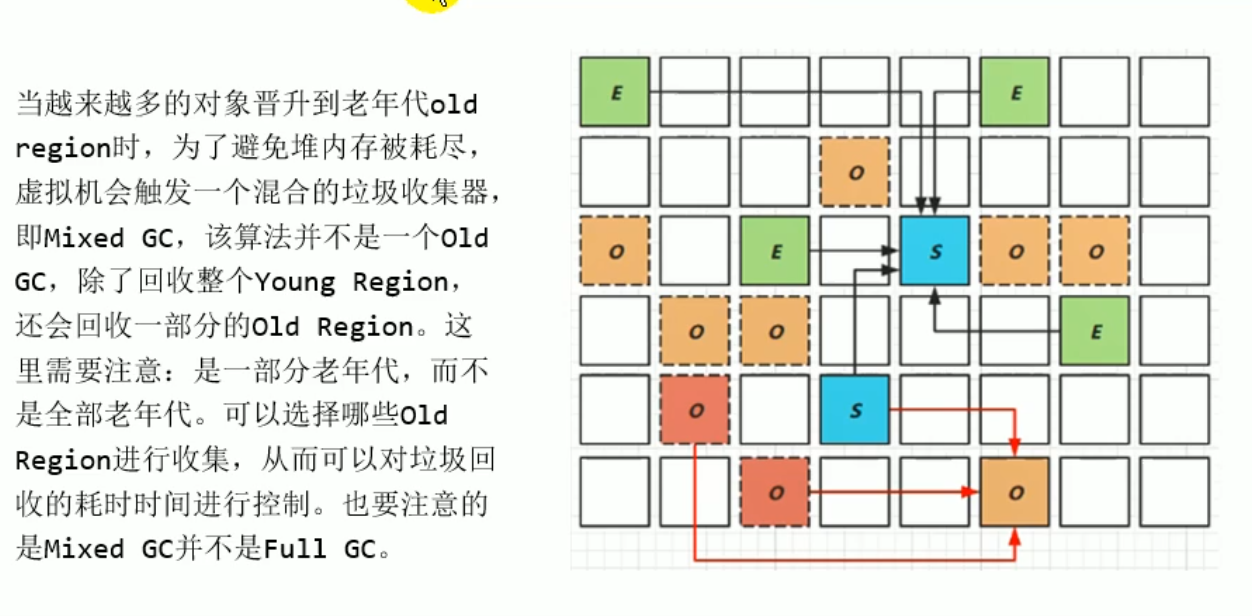 当越来越多的对象晋升到老年代old
region时，为了避免堆内存被耗尽，
虚拟机会触发一个混合的垃圾收集器，
即Mixed GC，该算法并不是一个Old
GC，除了回收整个Young Region，
还会回收一部分的Old Region。这
里需要注意：是一部分老年代，而不
是全部老年代。可以选择哪些Old
Region进行收集，从而可以对垃圾回
收的耗时时间进行控制。也要注意的
是Mixed GC并不是Full GC。
E E
O
O E S O O
O O E
O S
O O